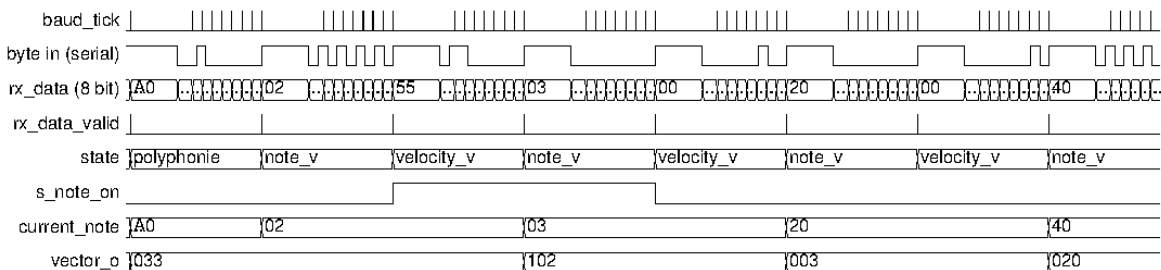 baud_tick
byte in (serial)
rx_data (8 bit) A0 02 55 03 00 20 00 40
rx_data_valid
state polyphonie note_v velocity_v note_v velocity_v note_v velocity_v note_v
s_note_on
current_note A0 02 03 20 40
vector_o 033 102 003 020